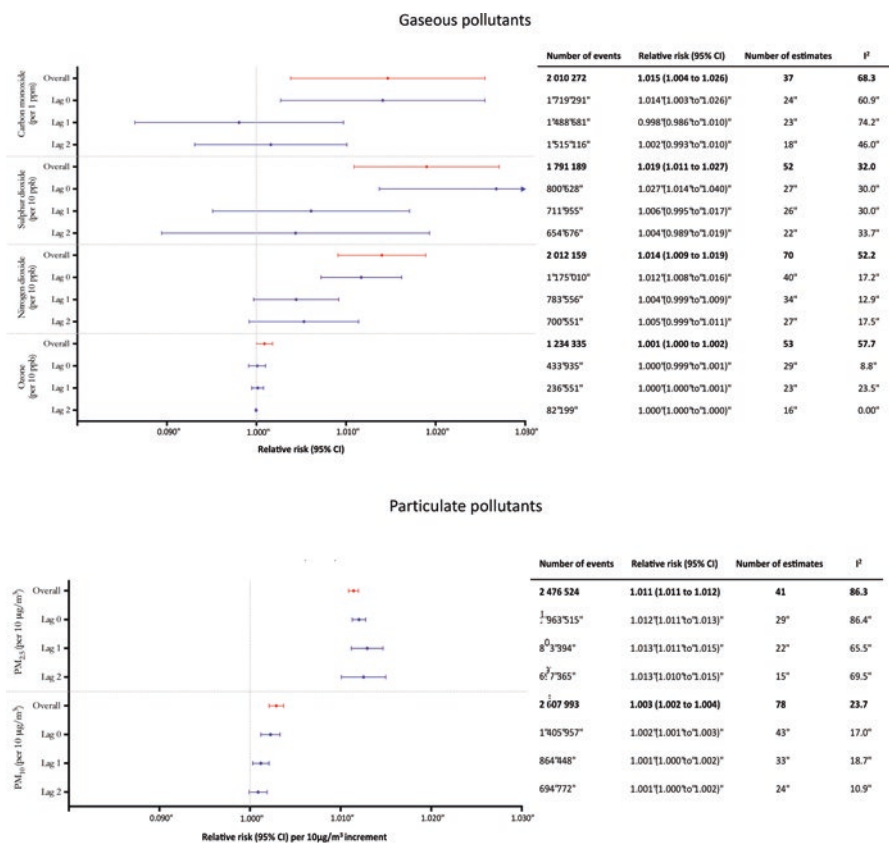 Gaseous pollutants
Number of events Relative risk (95% CI) Number of estimates I²
Carbon monoxide
(per 1 ppm)
Overall 2 010 272 1.015 (1.004 to 1.026) 37 68.3
Lag 0 1"719"291" 1.014"[1.003"to"1.026)" 24" 60.9"
Lag 1 1"488"681" 0.998"(0.986"to"1.010)" 23" 74.2"
Lag 2 1"515"116" 1.002"(0.993"to"1.010)" 18" 46.0"
Sulphur dioxide
(per 10 ppb)
Overall 1 791 189 1.019 (1.011 to 1.027) 52 32.0
Lag 0 800"628" 1.027"(1.014"to"1.040)" 27" 30.0"
Lag 1 711"955" 1.006"(0.995"to"1.017)" 26" 30.0"
Lag 2 654"676" 1.004"(0.989"to"1.019)" 22" 33.7"
Nitrogen dioxide
(per 10 ppb)
Overall 2 012 159 1.014 (1.009 to 1.019) 70 52.2
Lag 0 1"175"010" 1.012"(1.008"to"1.016)" 40" 17.2"
Lag 1 783"556" 1.004"(0.999"to"1.009)" 34" 12.9"
Lag 2 700"551" 1.005"(0.999"to"1.011)" 27" 17.5"
Ozone
(per 10 ppb)
Overall 1 234 335 1.001 (1.000 to 1.002) 53 57.7
Lag 0 433"935" 1.000"(0.999"to"1.001)" 29" 8.8"
Lag 1 236"551" 1.000"(1.000"to"1.001)" 23" 23.5"
Lag 2 82"199" 1.000"(1.000"to"1.000)" 16" 0.00"
0.090" 1.000" 1.010" 1.020" 1.030"
Relative risk (95% CI)
Particulate pollutants
Number of events Relative risk (95% CI) Number of estimates I²
PM2.5 (per 10 µg/m³)
Overall 2 476 524 1.011 (1.011 to 1.012) 41 86.3
Lag 0 1.012"(1.011"to"1.013)" 29" 86.4"
Lag 1 1.013"(1.011"to"1.015)" 22" 65.5"
Lag 2 1.013"(1.010"to"1.015)" 15" 69.5"
PM10 (per 10 µg/m³)
Overall 2 607 993 1.003 (1.002 to 1.004) 78 23.7
Lag 0 1"405"957" 1.002"(1.001"to"1.003)" 43" 17.0"
Lag 1 864"448" 1.001"(1.000"to"1.002)" 33" 18.7"
Lag 2 694"772" 1.001"(1.000"to"1.002)" 24" 10.9"
0.090" 1.000" 1.010" 1.020" 1.030"
Relative risk (95% CI) per 10µg/m³ increment